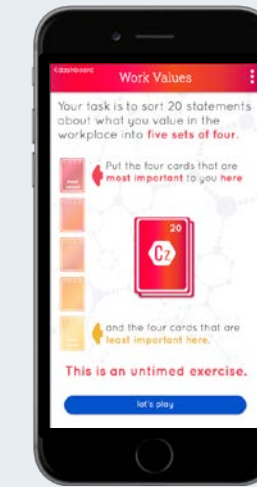 ‹dashboard
Work Values
Your task is to sort 20 statements
about what you value in the
workplace into five sets of four.
Put the four cards that are
most important to you here
20
Cz
and the four cards that are
least important here.
This is an untimed exercise.
let's play